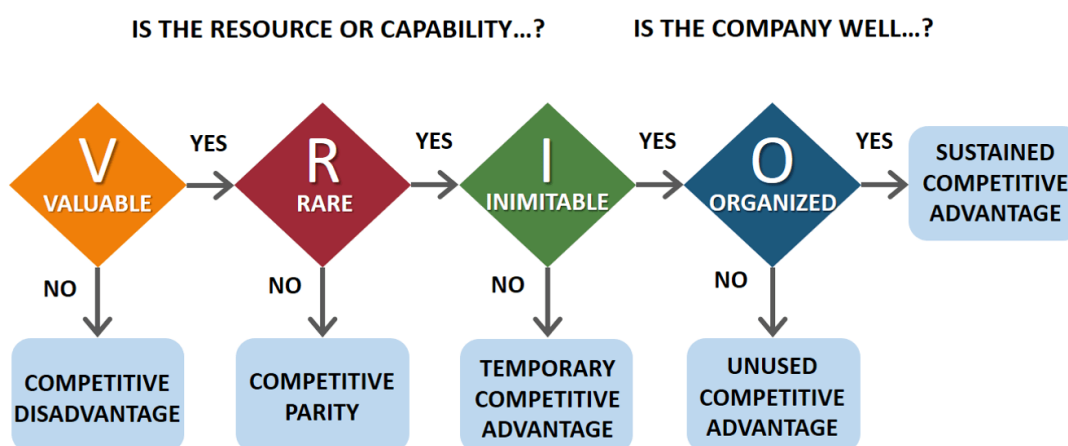 IS THE RESOURCE OR CAPABILITY...?
IS THE COMPANY WELL...?
V
VALUABLE
YES
R
RARE
YES
I
INIMITABLE
YES
O
ORGANIZED
YES
SUSTAINED
COMPETITIVE
ADVANTAGE
NO
NO
NO
NO
COMPETITIVE
DISADVANTAGE
COMPETITIVE
PARITY
TEMPORARY
COMPETITIVE
ADVANTAGE
UNUSED
COMPETITIVE
ADVANTAGE